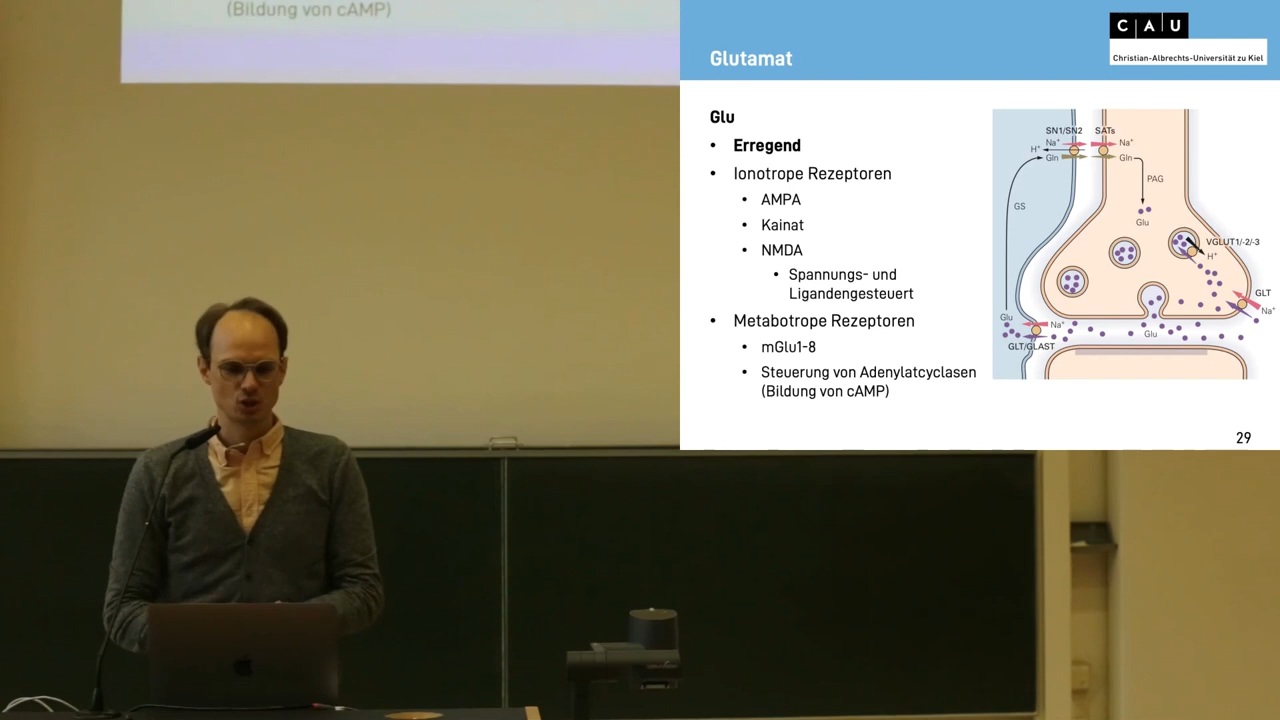 (Bildung von cAMP)
Glutamat
C A U
Christian-Albrechts-Universität zu Kiel
Glu
• Erregend
• Ionotrope Rezeptoren
• AMPA
• Kainat
• NMDA
• Spannungs- und
Ligandengesteuert
• Metabotrope Rezeptoren
• mGlu1-8
• Steuerung von Adenylatcyclasen
(Bildung von cAMP)
SN1/SN2 SATs
Na⁺ Na⁺
H⁺
Gln Gln
PAG
GS
Glu
VGLUT1/-2/-3
H⁺
GLT
Na⁺
Glu
Na⁺
Glu
GLT/GLAST
29